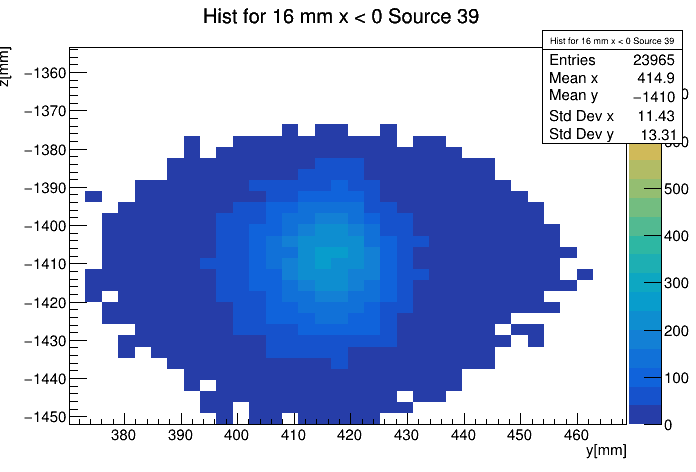 Hist for 16 mm x < 0 Source 39
z[mm]
Hist for 16 mm x < 0 Source 39
Entries 23965
Mean x 414.9
Mean y −1410
Std Dev x 11.43
Std Dev y 13.31
−1360
−1370
−1380
−1390
−1400
−1410
−1420
−1430
−1440
−1450
500
400
300
200
100
0
380 390 400 410 420 430 440 450 460
y[mm]